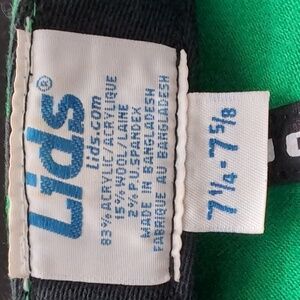 Lids®
Lids.com
83% ACRYLIC/ACRYLIQUE
15% WOOL/LAINE
2% P.U. SPANDEX
MADE IN BANGLADESH
FABRIQUE AU BANGLADESH
7 1/4 - 7 5/8